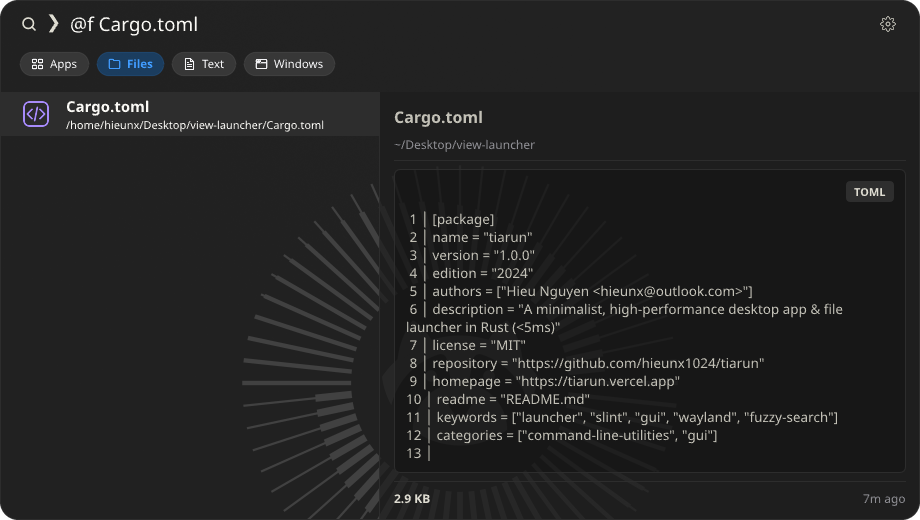 ❯ @f Cargo.toml
Apps Files Text Windows
Cargo.toml
/home/hieunx/Desktop/view-launcher/Cargo.toml
Cargo.toml
~/Desktop/view-launcher
TOML
1 | [package]
2 | name = "tiarun"
3 | version = "1.0.0"
4 | edition = "2024"
5 | authors = ["Hieu Nguyen <hieunx@outlook.com>"]
6 | description = "A minimalist, high-performance desktop app & file
launcher in Rust (<5ms)"
7 | license = "MIT"
8 | repository = "https://github.com/hieunx1024/tiarun"
9 | homepage = "https://tiarun.vercel.app"
10 | readme = "README.md"
11 | keywords = ["launcher", "slint", "gui", "wayland", "fuzzy-search"]
12 | categories = ["command-line-utilities", "gui"]
13 |
2.9 KB
7m ago